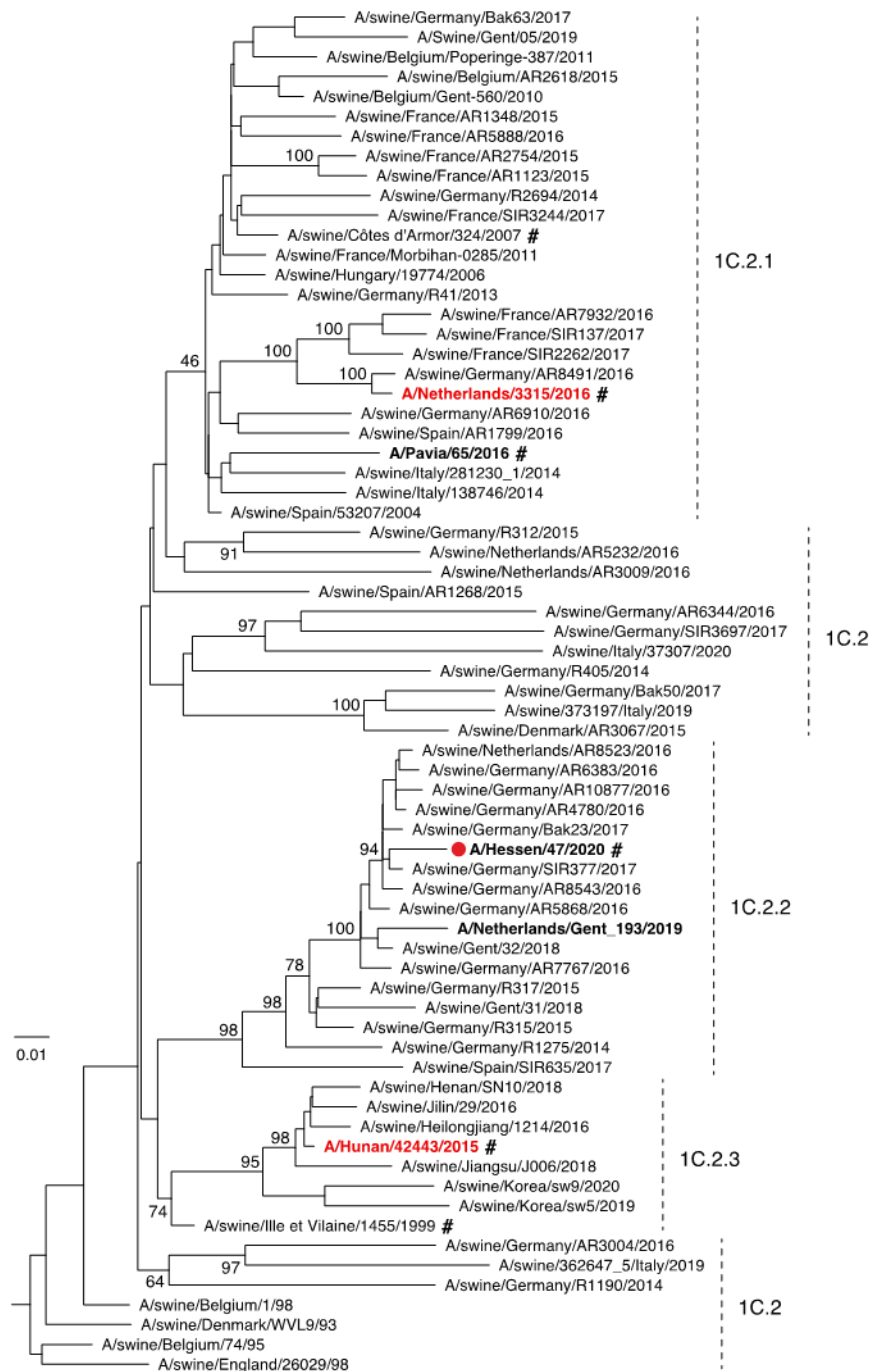 A/swine/Germany/Bak63/2017
A/Swine/Gent/05/2019
A/swine/Belgium/Poperinge-387/2011
A/swine/Belgium/AR2618/2015
A/swine/Belgium/Gent-560/2010
A/swine/France/AR1348/2015
A/swine/France/AR5888/2016
100 A/swine/France/AR2754/2015
A/swine/France/AR1123/2015
A/swine/Germany/R2694/2014
A/swine/France/SIR3244/2017
A/swine/Côtes d'Armor/324/2007 #
A/swine/France/Morbihan-0285/2011
1C.2.1
A/swine/Hungary/19774/2006
A/swine/Germany/R41/2013
A/swine/France/AR7932/2016
100 A/swine/France/SIR137/2017
100 A/swine/France/SIR2262/2017
46 100 A/swine/Germany/AR8491/2016
A/Netherlands/3315/2016 #
A/swine/Germany/AR6910/2016
A/swine/Spain/AR1799/2016
A/Pavia/65/2016 #
A/swine/Italy/281230_1/2014
A/swine/Italy/138746/2014
A/swine/Spain/53207/2004
A/swine/Germany/R312/2015
91 A/swine/Netherlands/AR5232/2016
A/swine/Netherlands/AR3009/2016
A/swine/Spain/AR1268/2015
A/swine/Germany/AR6344/2016
97 A/swine/Germany/SIR3697/2017
1C.2
A/swine/Italy/37307/2020
A/swine/Germany/R405/2014
A/swine/Germany/Bak50/2017
100 A/swine/373197/Italy/2019
A/swine/Denmark/AR3067/2015
A/swine/Netherlands/AR8523/2016
A/swine/Germany/AR6383/2016
A/swine/Germany/AR10877/2016
A/swine/Germany/AR4780/2016
A/swine/Germany/Bak23/2017
94 A/Hessen/47/2020 #
A/swine/Germany/SIR377/2017
A/swine/Germany/AR8543/2016
A/swine/Germany/AR5868/2016
1C.2.2
100 A/Netherlands/Gent_193/2019
A/swine/Gent/32/2018
78 A/swine/Germany/AR7767/2016
A/swine/Germany/R317/2015
98 A/swine/Gent/31/2018
98 A/swine/Germany/R315/2015
0.01
A/swine/Germany/R1275/2014
A/swine/Spain/SIR635/2017
A/swine/Henan/SN10/2018
A/swine/Jilin/29/2016
A/swine/Heilongjiang/1214/2016
98 A/Hunan/42443/2015 #
1C.2.3
95 A/swine/Jiangsu/J006/2018
A/swine/Korea/sw9/2020
A/swine/Korea/sw5/2019
74 A/swine/Ille et Vilaine/1455/1999 #
A/swine/Germany/AR3004/2016
97 A/swine/362647_5/Italy/2019
64 A/swine/Germany/R1190/2014
A/swine/Belgium/1/98
1C.2
A/swine/Denmark/WVL9/93
A/swine/Belgium/74/95
A/swine/England/26029/98